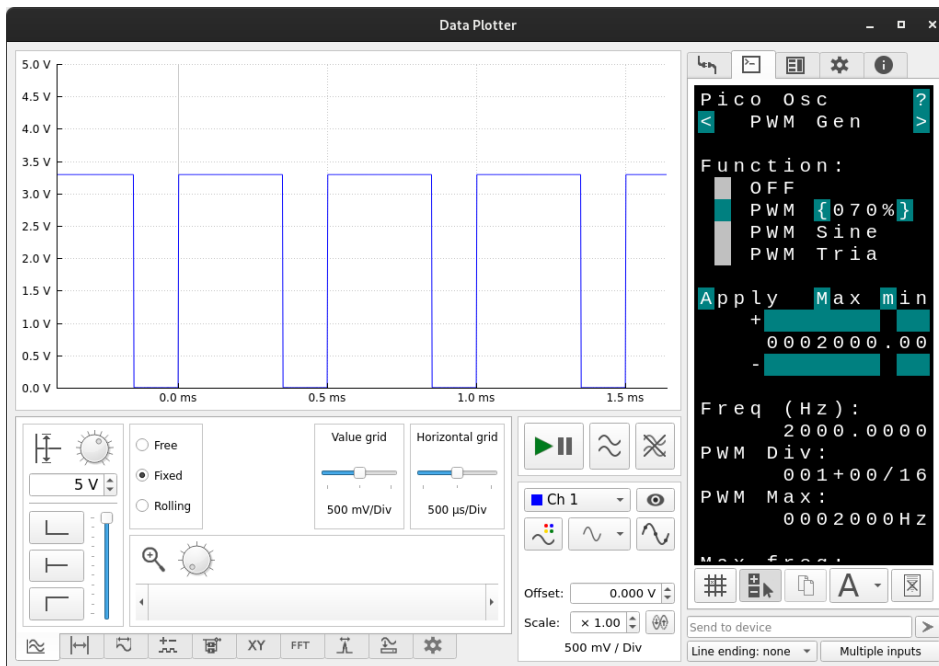 Data Plotter
5.0 V
4.5 V
4.0 V
3.5 V
3.0 V
2.5 V
2.0 V
1.5 V
1.0 V
0.5 V
0.0 V
0.0 ms 0.5 ms 1.0 ms 1.5 ms
5 V
Free
Fixed
Rolling
Value grid
500 mV/Div
Horizontal grid
500 µs/Div
XY
FFT
Ch 1
Offset: 0.000 V
Scale: × 1.00
500 mV / Div
Pico Osc ?
< PWM Gen >
Function:
OFF
PWM {070%}
PWM Sine
PWM Tria
Apply Max min
+
0002000.00
-
Freq (Hz):
2000.0000
PWM Div:
001+00/16
PWM Max:
0002000Hz
Max freq:
A
Send to device
Line ending: none
Multiple inputs